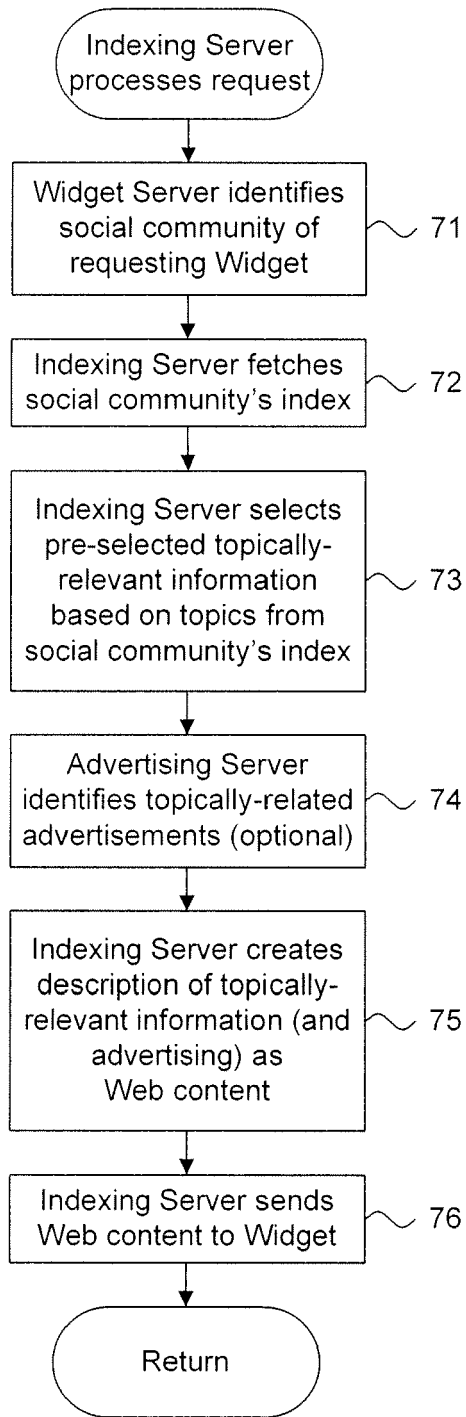 Indexing Server
processes request
Widget Server identifies
social community of
requesting Widget
71
Indexing Server fetches
social community's index
72
Indexing Server selects
pre-selected topically-
relevant information
based on topics from
social community's index
73
Advertising Server
identifies topically-related
advertisements (optional)
74
Indexing Server creates
description of topically-
relevant information (and
advertising) as
Web content
75
Indexing Server sends
Web content to Widget
76
Return